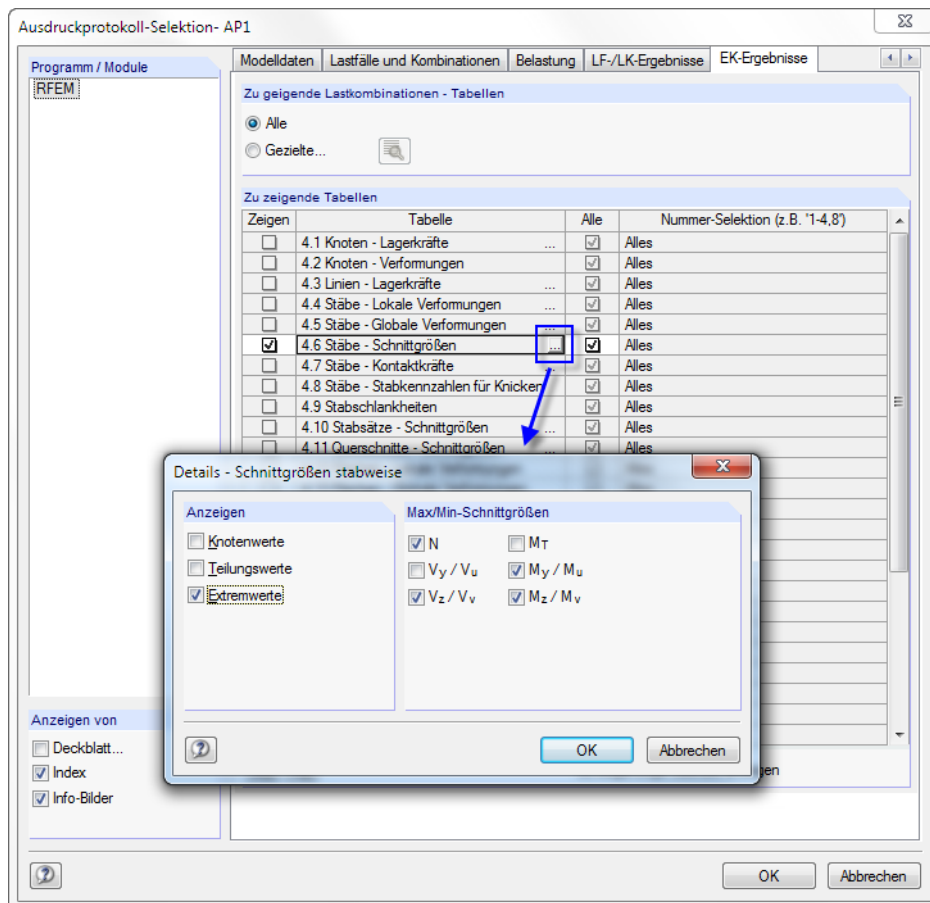 Ausdruckprotokoll-Selektion- AP1
Programm / Module
RFEM
Modelldaten
Lastfälle und Kombinationen
Belastung
LF-/LK-Ergebnisse
EK-Ergebnisse
Zu geigende Lastkombinationen - Tabellen
Alle
Gezielte...
Zu zeigende Tabellen
Zeigen Tabelle Alle Nummer-Selektion (z.B. '1-4,8')
4.1 Knoten - Lagerkräfte ... Alles
4.2 Knoten - Verformungen Alles
4.3 Linien - Lagerkräfte ... Alles
4.4 Stäbe - Lokale Verformungen ... Alles
4.5 Stäbe - Globale Verformungen ... Alles
4.6 Stäbe - Schnittgrößen ... Alles
4.7 Stäbe - Kontaktkräfte ... Alles
4.8 Stäbe - Stabkennzahlen für Knicken Alles
4.9 Stabschlankheiten Alles
4.10 Stabsätze - Schnittgrößen ... Alles
4.11 Querschnitte - Schnittgrößen ... Alles
Details - Schnittgrößen stabweise
Anzeigen
Knotenwerte
Teilungswerte
Extremwerte
Max/Min-Schnittgrößen
N MT
Vy / Vu My / Mu
Vz / Vv Mz / Mv
OK
Abbrechen
Anzeigen von
Deckblatt...
Index
Info-Bilder
OK
Abbrechen